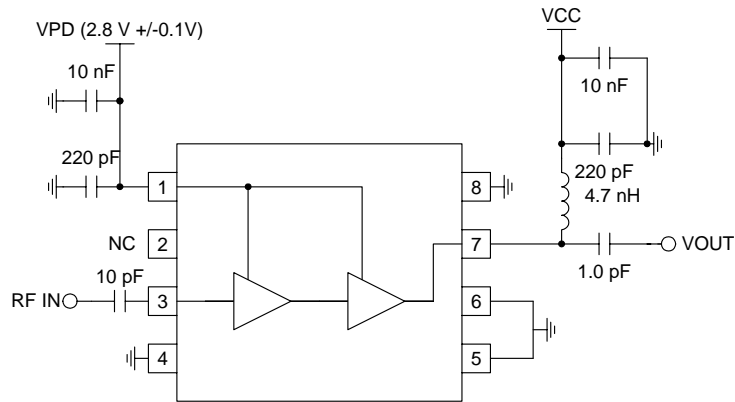 VPD (2.8 V +/-0.1V)
10 nF
220 pF
1
NC
2
10 pF
RF IN
3
4
VCC
10 nF
220 pF
4.7 nH
8
7
VOUT
1.0 pF
6
5